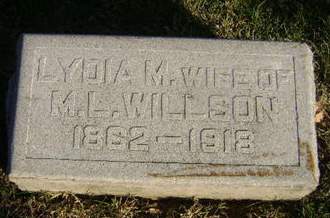 LYDIA M. WIFE OF
M. L. WILLSON
1862-1918